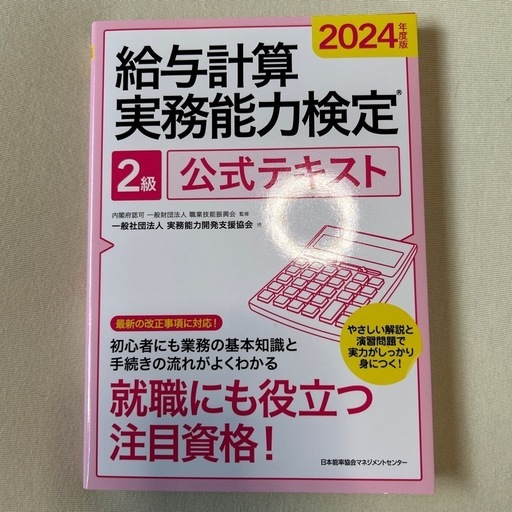 2024年度版
給与計算
実務能力検定®
2級 公式テキスト
内閣府認可 一般財団法人 職業技能振興会 監修
一般社団法人 実務能力開発支援協会
最新の改正事項に対応！
初心者にも業務の基本知識と
手続きの流れがよくわかる
就職にも役立つ
注目資格！
やさしい解説と
演習問題で
実力がしっかり
身につく！
日本能率協会マネジメントセンター